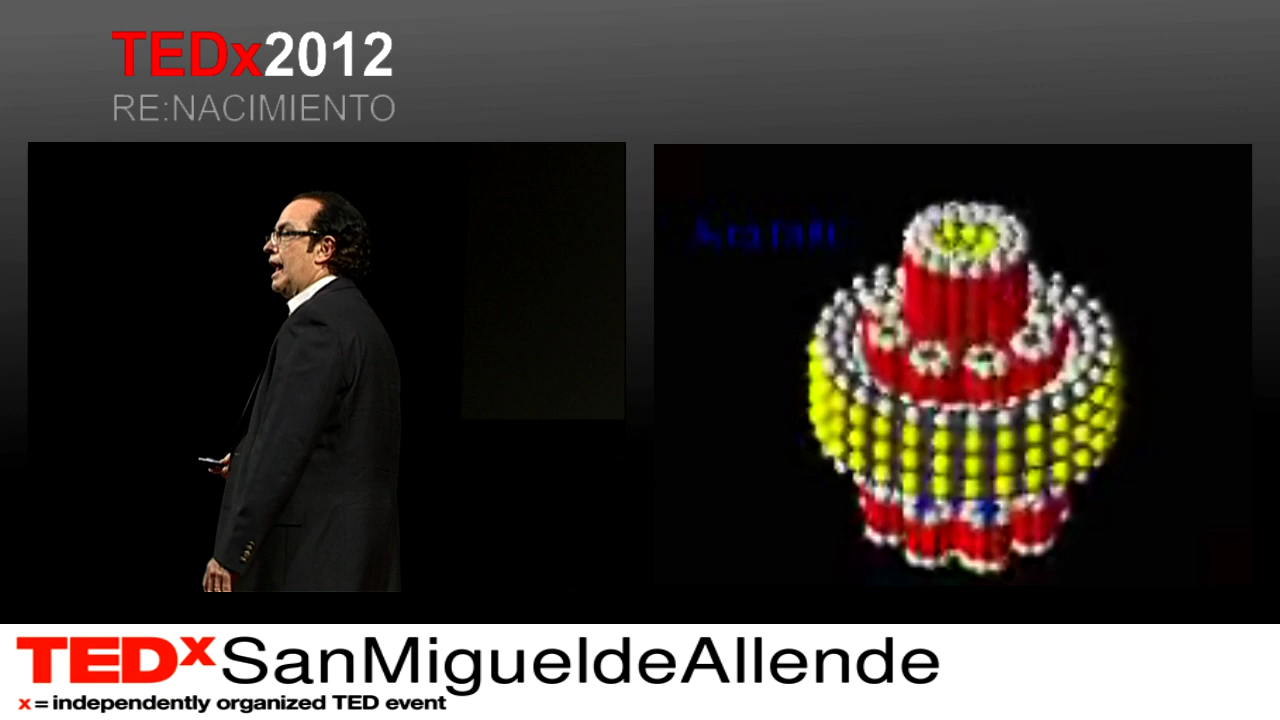 TEDx2012
RE:NACIMIENTO
TEDxSanMigueldeAllende
x = independently organized TED event